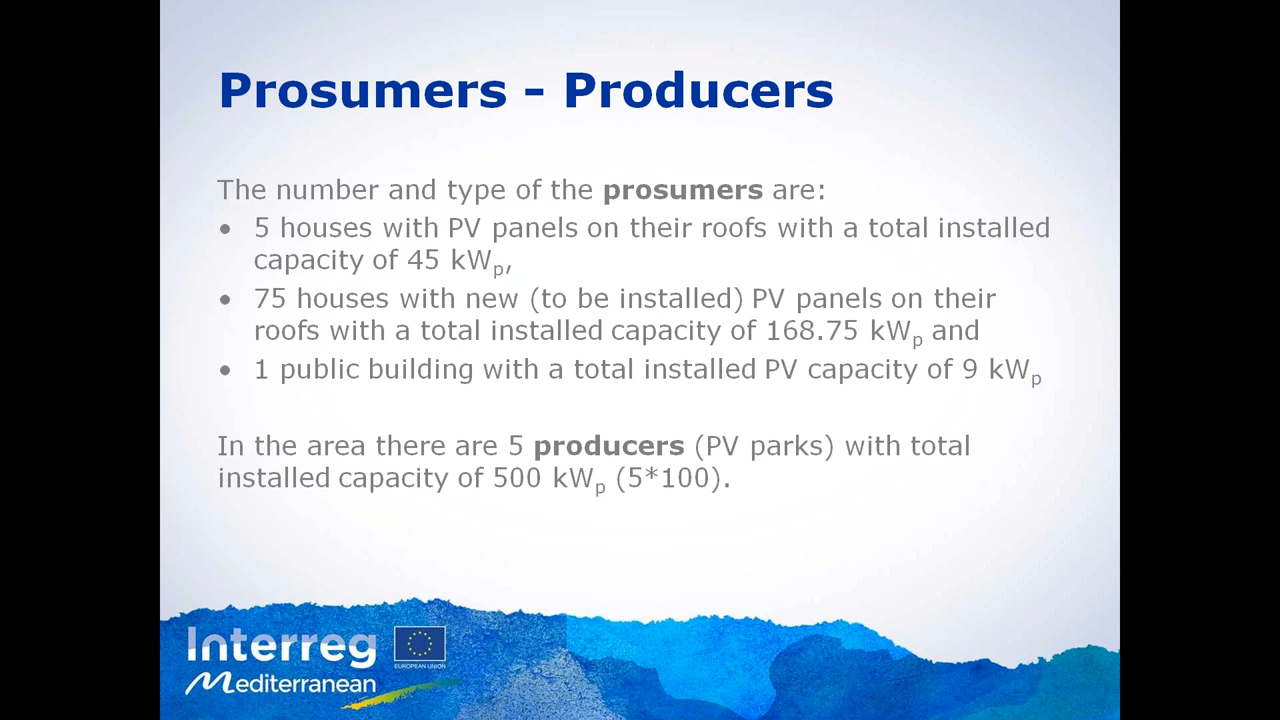 Prosumers - Producers
The number and type of the prosumers are:
• 5 houses with PV panels on their roofs with a total installed
capacity of 45 kWp,
• 75 houses with new (to be installed) PV panels on their
roofs with a total installed capacity of 168.75 kWp and
• 1 public building with a total installed PV capacity of 9 kWp
In the area there are 5 producers (PV parks) with total
installed capacity of 500 kWp (5*100).
Interreg
EUROPEAN UNION
Mediterranean